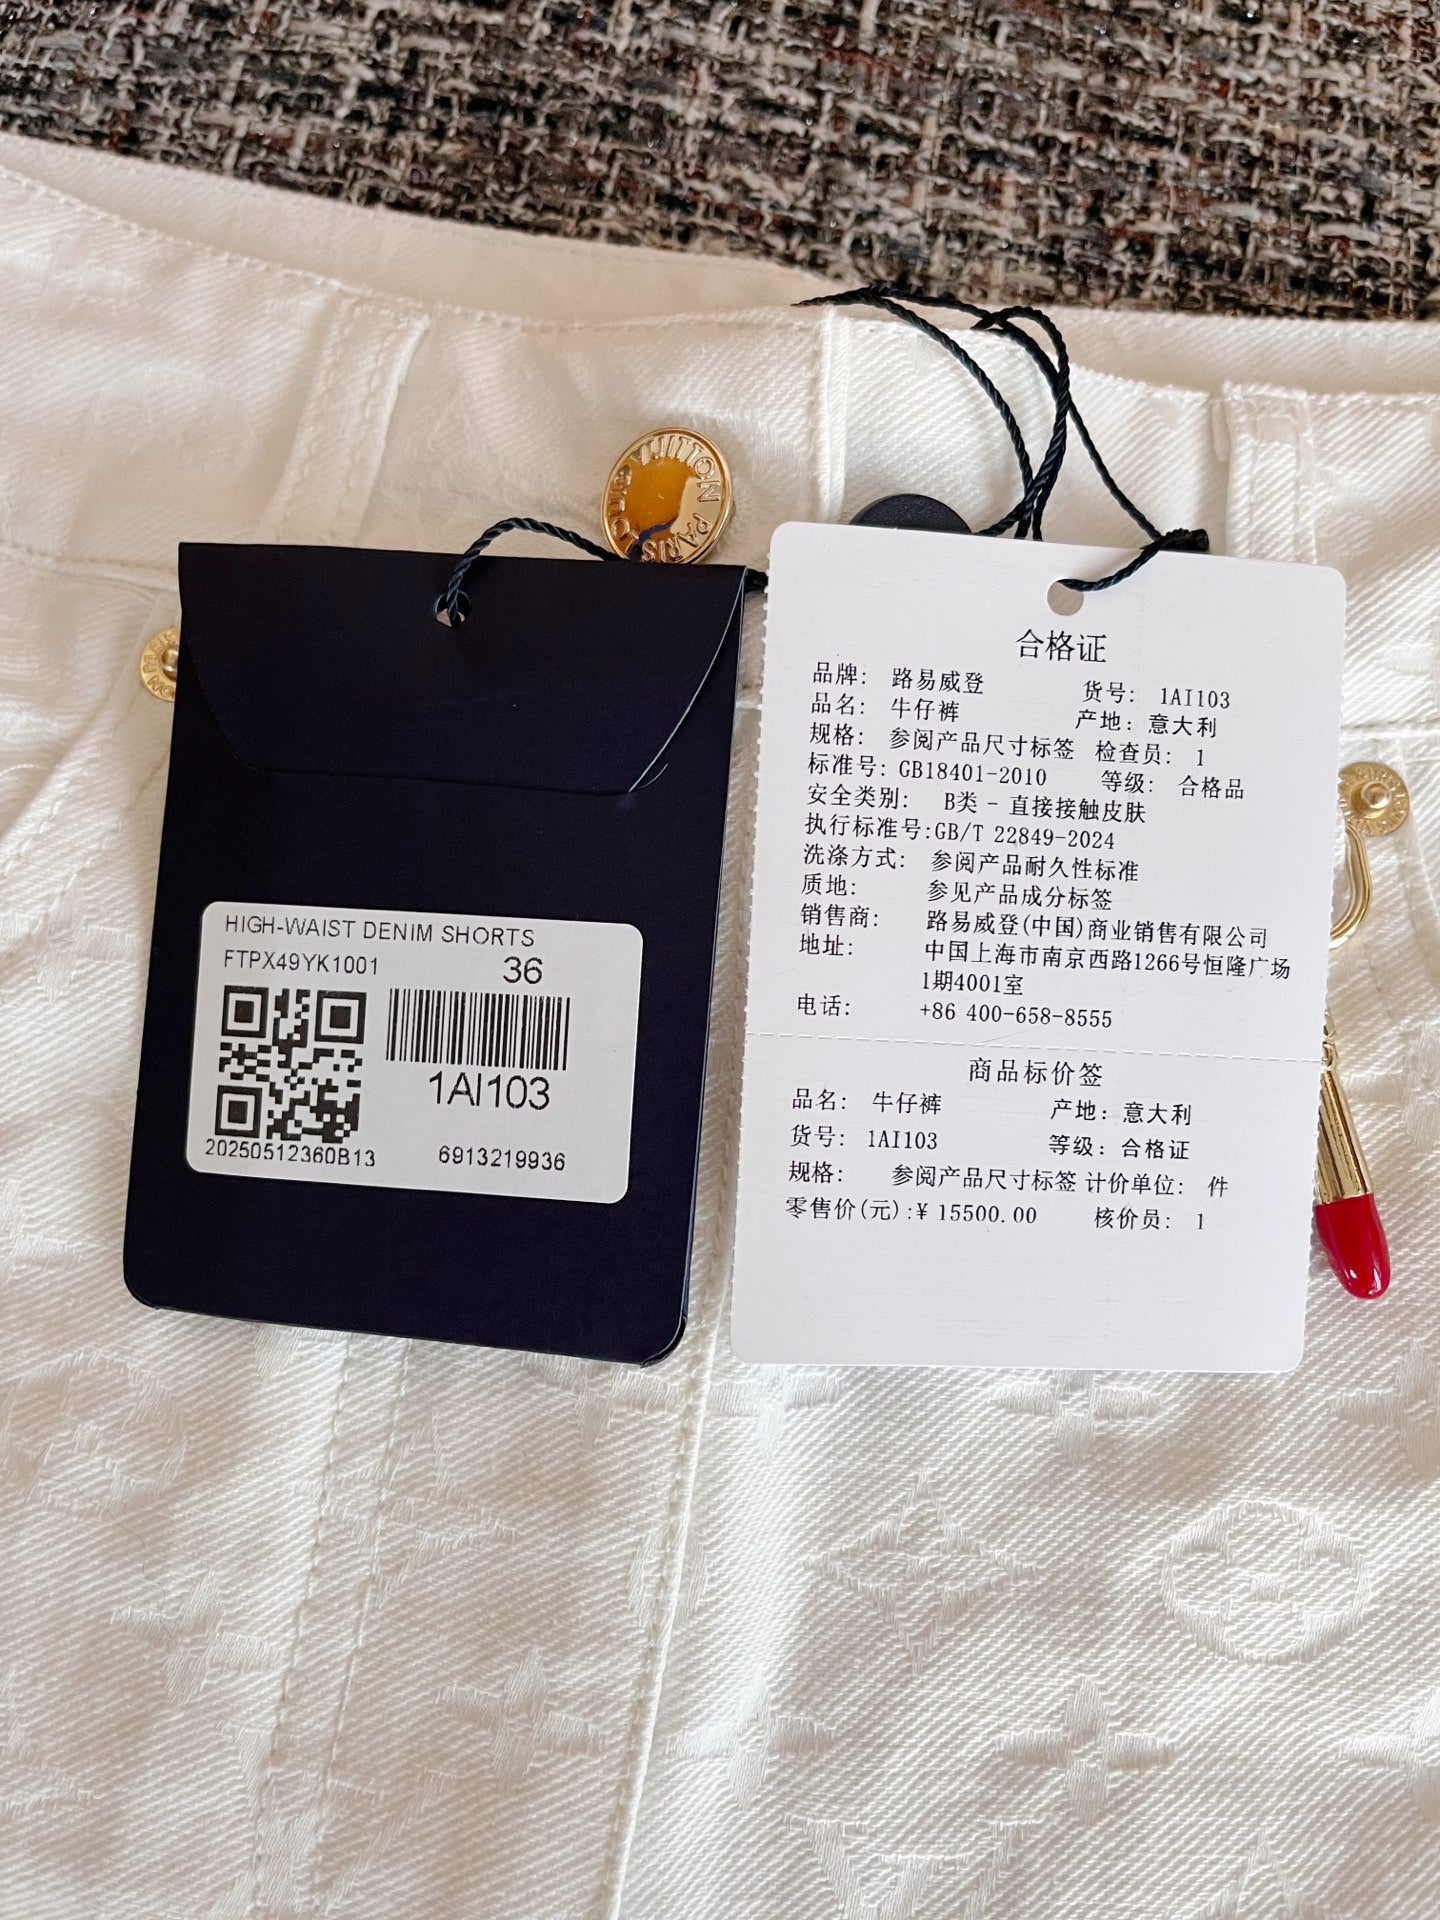 LOUIS VUITTON PARIS
HIGH-WAIST DENIM SHORTS
FTPX49YK1001
36
1AI103
20250512360B13
6913219936
合格证
品牌: 路易威登 货号: 1AI103
品名: 牛仔裤 产地: 意大利
规格: 参阅产品尺寸标签 检查员: 1
标准号: GB18401-2010 等级: 合格品
安全类别: B类 - 直接接触皮肤
执行标准号:GB/T 22849-2024
洗涤方式: 参阅产品耐久性标准
质地: 参见产品成分标签
销售商: 路易威登(中国)商业销售有限公司
地址: 中国上海市南京西路1266号恒隆广场
1期4001室
电话: +86 400-658-8555
商品标价签
品名: 牛仔裤 产地: 意大利
货号: 1AI103 等级: 合格证
规格: 参阅产品尺寸标签 计价单位: 件
零售价(元):¥ 15500.00 核价员: 1